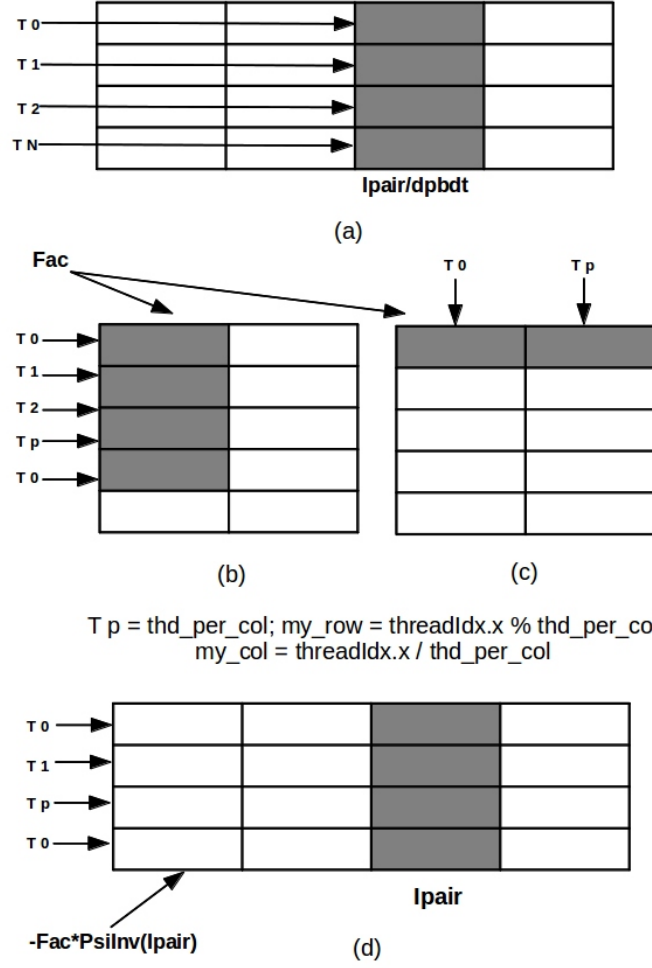 T 0
T 1
T 2
T N
Ipair/dpbdt
(a)
Fac
T 0
T p
T 0
T 1
T 2
T p
T 0
(b)
(c)
T p = thd_per_col; my_row = threadIdx.x % thd_per_co
my_col = threadIdx.x / thd_per_col
T 0
T 1
T p
T 0
Ipair
-Fac*PsiInv(Ipair)
(d)